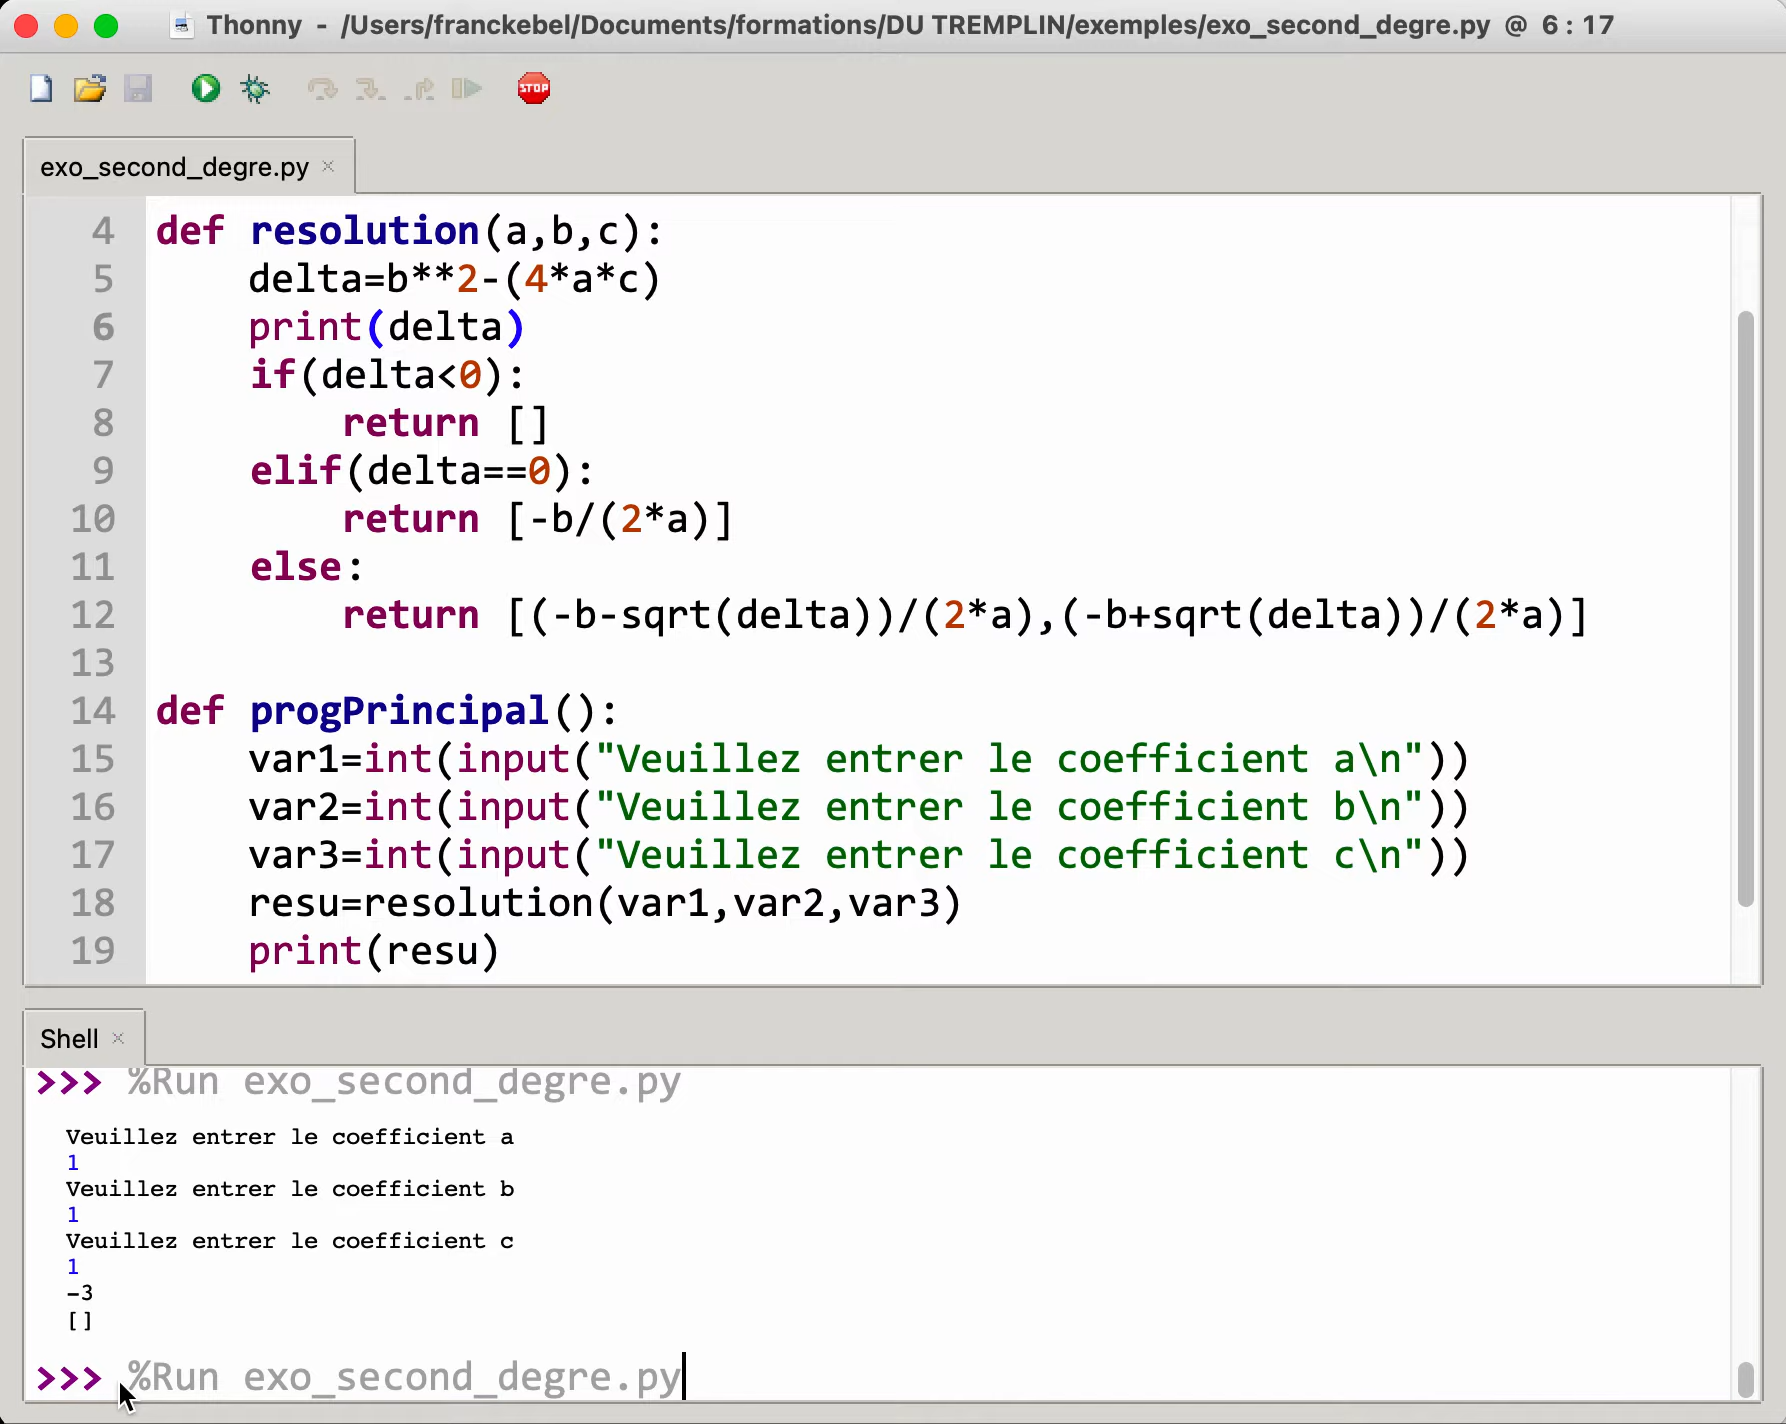 Thonny - /Users/franckebel/Documents/formations/DU TREMPLIN/exemples/exo_second_degre.py @ 6 : 17
STOP
exo_second_degre.py ×
4 def resolution(a,b,c):
5     delta=b**2-(4*a*c)
6     print(delta)
7     if(delta<0):
8         return []
9     elif(delta==0):
10         return [-b/(2*a)]
11     else:
12         return [(-b-sqrt(delta))/(2*a),(-b+sqrt(delta))/(2*a)]
13
14 def progPrincipal():
15     var1=int(input("Veuillez entrer le coefficient a\n"))
16     var2=int(input("Veuillez entrer le coefficient b\n"))
17     var3=int(input("Veuillez entrer le coefficient c\n"))
18     resu=resolution(var1,var2,var3)
19     print(resu)
Shell ×
>>> %Run exo_second_degre.py
Veuillez entrer le coefficient a
1
Veuillez entrer le coefficient b
1
Veuillez entrer le coefficient c
1
-3
[]
>>> %Run exo_second_degre.py